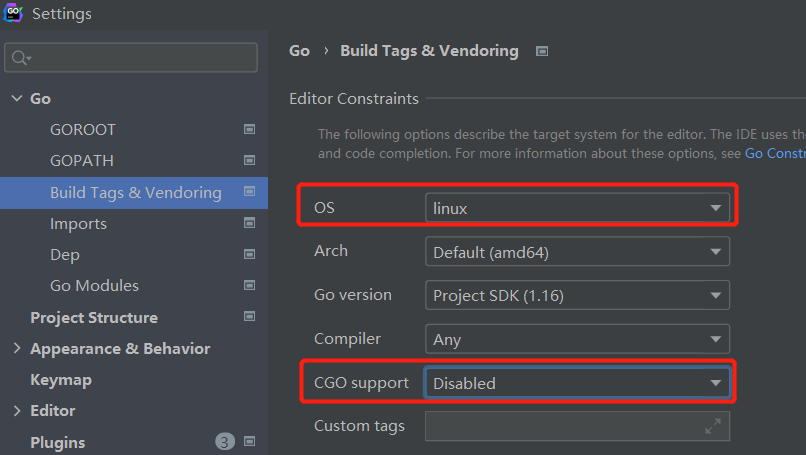 GO
Settings
Go
GOROOT
GOPATH
Build Tags & Vendoring
Imports
Dep
Go Modules
Project Structure
Appearance & Behavior
Keymap
Editor
Plugins 3
Go › Build Tags & Vendoring
Editor Constraints
The following options describe the target system for the editor. The IDE uses the
and code completion. For more information about these options, see Go Constr
OS linux
Arch Default (amd64)
Go version Project SDK (1.16)
Compiler Any
CGO support Disabled
Custom tags